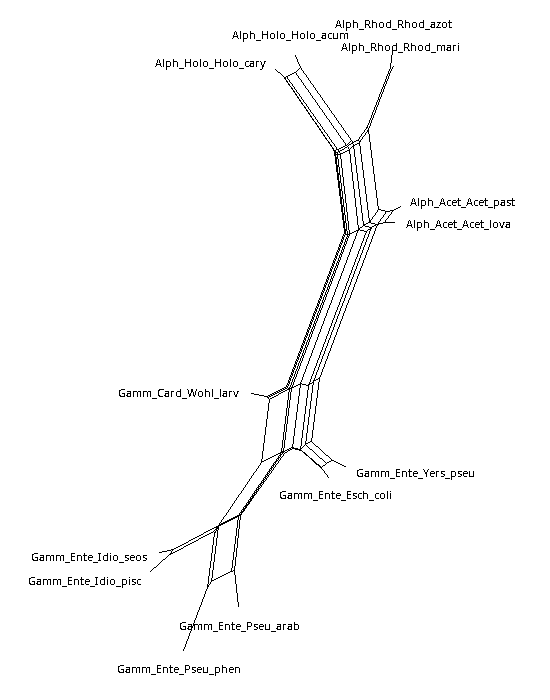 Alph_Rhod_Rhod_azot
Alph_Holo_Holo_acum
Alph_Rhod_Rhod_mari
Alph_Holo_Holo_cary
Alph_Acet_Acet_past
Alph_Acet_Acet_lova
Gamm_Card_Wohl_larv
Gamm_Ente_Yers_pseu
Gamm_Ente_Esch_coli
Gamm_Ente_Idio_seos
Gamm_Ente_Idio_pisc
Gamm_Ente_Pseu_arab
Gamm_Ente_Pseu_phen